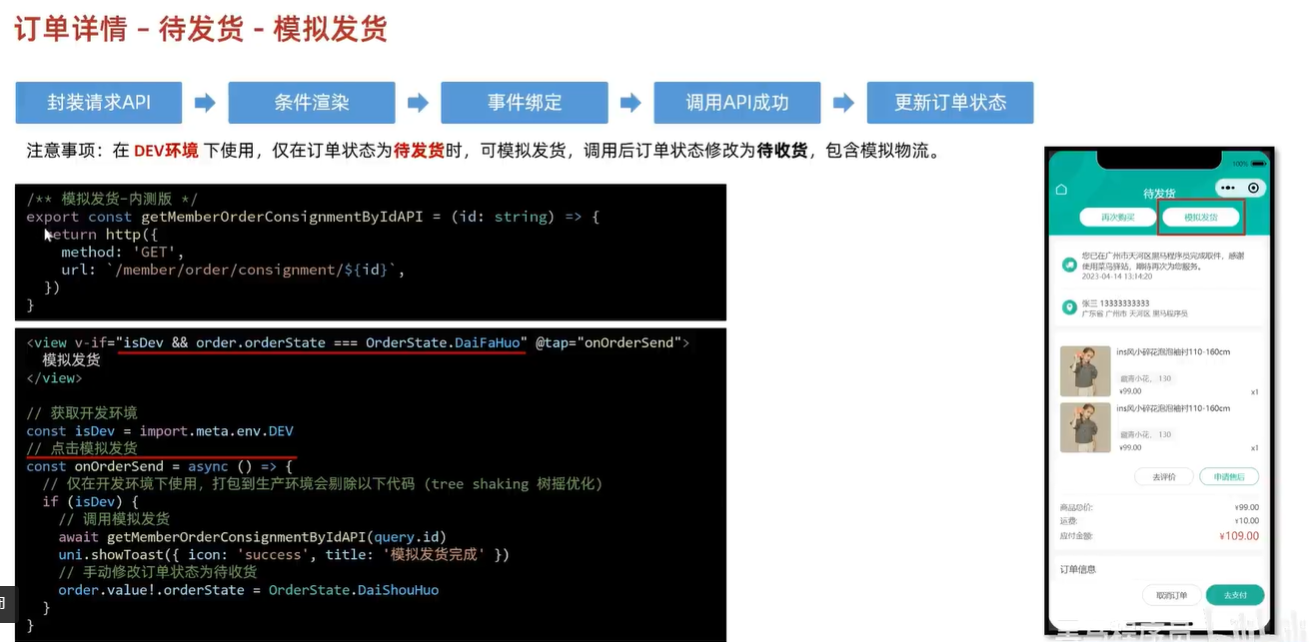 订单详情 – 待发货 - 模拟发货
封装请求API
条件渲染
事件绑定
调用API成功
更新订单状态
注意事项：在 DEV环境 下使用，仅在订单状态为待发货时，可模拟发货，调用后订单状态修改为待收货，包含模拟物流。
/** 模拟发货-内测版 */
export const getMemberOrderConsignmentByIdAPI = (id: string) => {
return http({
method: 'GET',
url: `/member/order/consignment/${id}`,
})
}
<view v-if="isDev && order.orderState === OrderState.DaiFaHuo" @tap="onOrderSend">
模拟发货
</view>
// 获取开发环境
const isDev = import.meta.env.DEV
// 点击模拟发货
const onOrderSend = async () => {
// 仅在开发环境下使用，打包到生产环境会剔除以下代码 (tree shaking 树摇优化)
if (isDev) {
// 调用模拟发货
await getMemberOrderConsignmentByIdAPI(query.id)
uni.showToast({ icon: 'success', title: '模拟发货完成' })
// 手动修改订单状态为待收货
order.value!.orderState = OrderState.DaiShouHuo
}
}
100%
待发货
再次购买
模拟发货
您已在广州市天河区黑马程序员完成取件，感谢
使用菜鸟驿站，期待再次为您服务。
2023-04-14 13:14:20
张三 13333333333
广东省 广州市 天河区 黑马程序员
ins风小碎花泡泡袖衬110-160cm
藏青小花， 130
¥99.00
x1
ins风小碎花泡泡袖衬110-160cm
藏青小花， 130
¥99.00
x1
去评价
申请售后
商品总价:
¥99.00
运费:
¥10.00
应付金额:
¥109.00
订单信息
取消订单
去支付